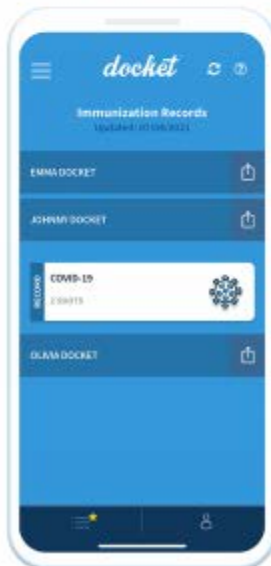 docket
Immunization Records
EMMA DOCKET
JOHNNY DOCKET
RECORD
COVID-19
2 SHOTS
OLIVIA DOCKET